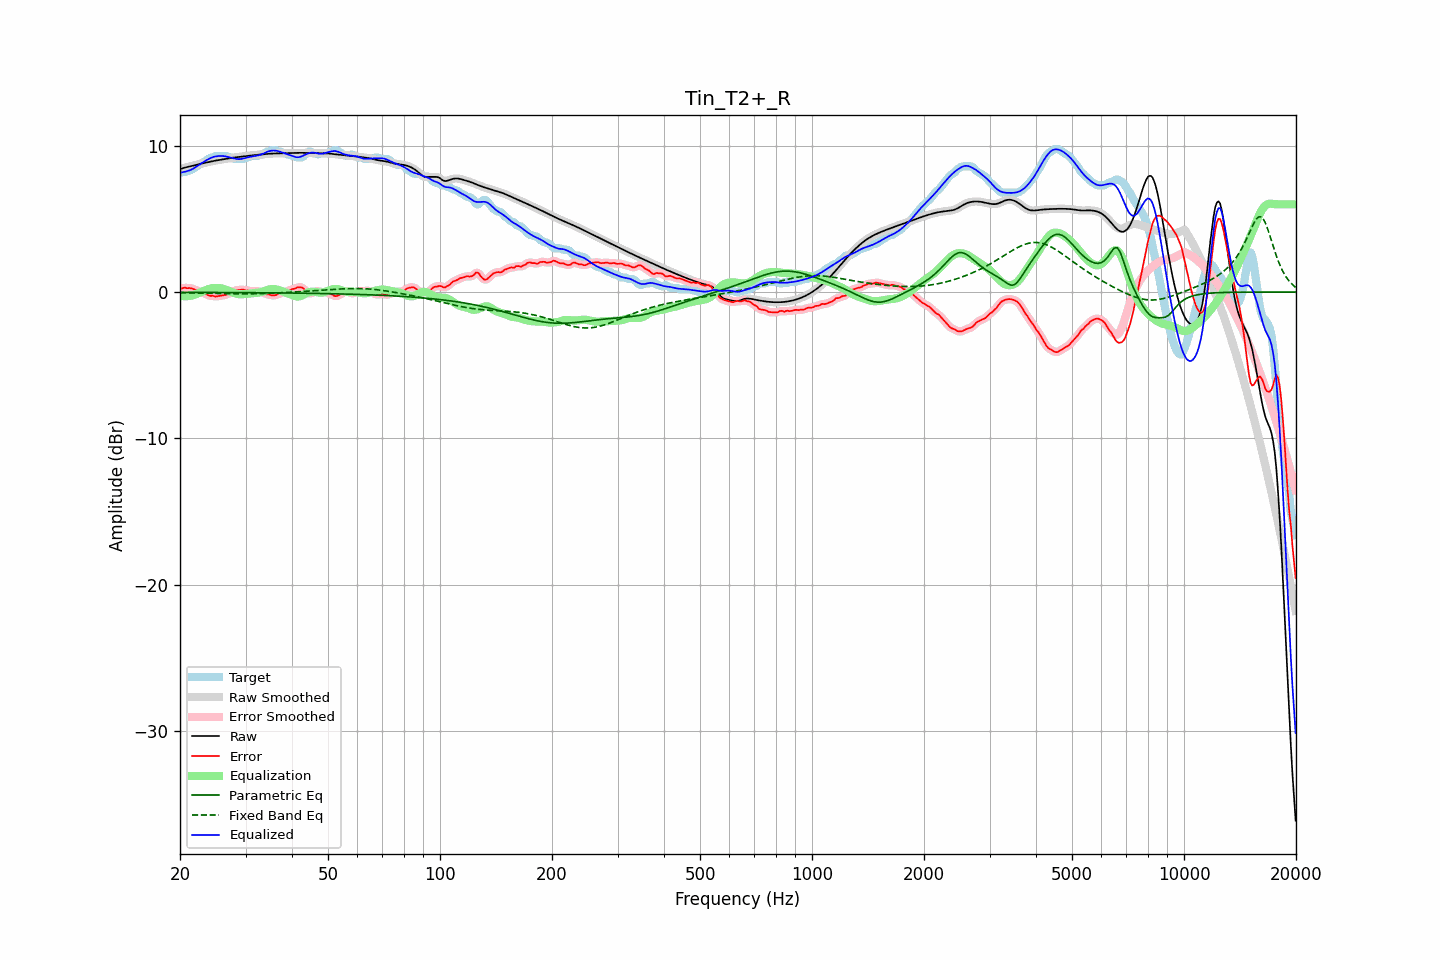 Tin_T2+_R
Amplitude (dBr)
10
0
−10
−20
−30
20
50
100
200
500
1000
2000
5000
10000
20000
Frequency (Hz)
Target
Raw Smoothed
Error Smoothed
Raw
Error
Equalization
Parametric Eq
Fixed Band Eq
Equalized